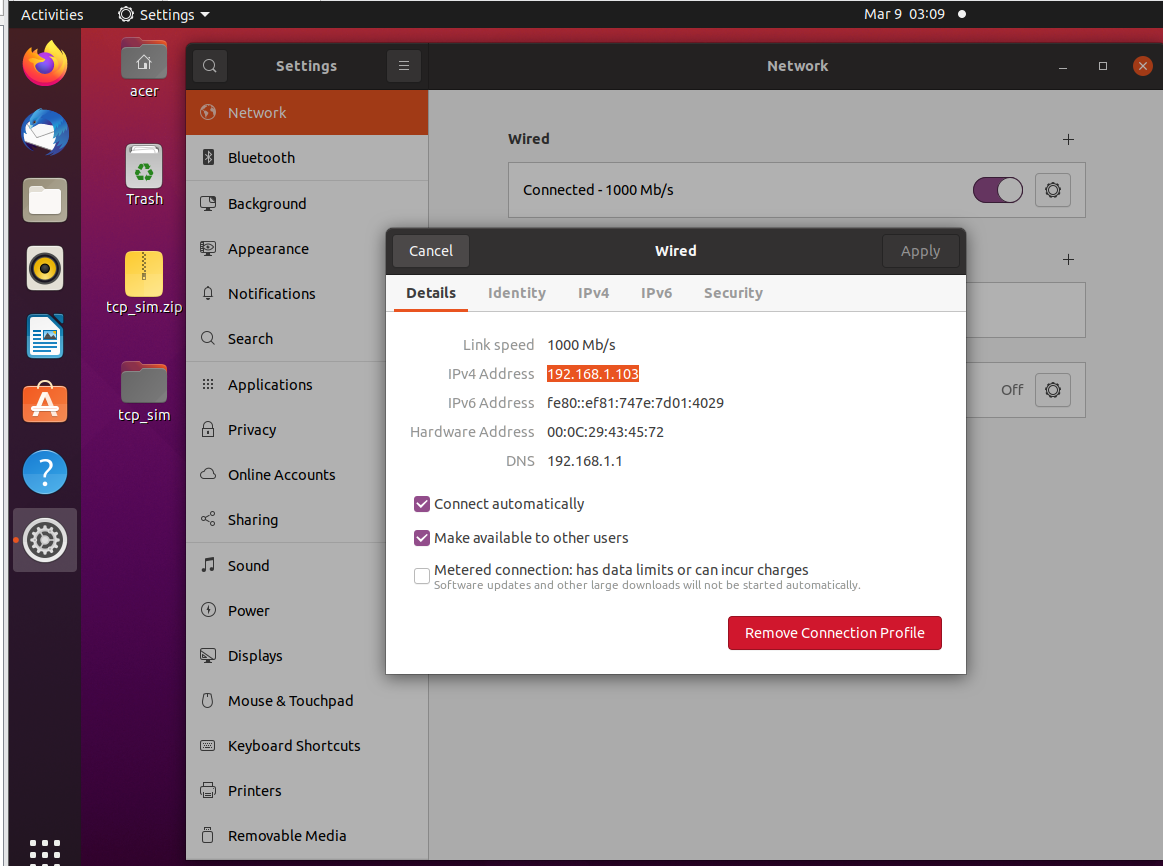 Activities
Settings
Mar 9 03:09
acer
Trash
tcp_sim.zip
tcp_sim
Settings
Network
Network
Bluetooth
Background
Appearance
Notifications
Search
Applications
Privacy
Online Accounts
Sharing
Sound
Power
Displays
Mouse & Touchpad
Keyboard Shortcuts
Printers
Removable Media
Wired
Connected - 1000 Mb/s
Off
Cancel
Wired
Apply
Details
Identity
IPv4
IPv6
Security
Link speed 1000 Mb/s
IPv4 Address 192.168.1.103
IPv6 Address fe80::ef81:747e:7d01:4029
Hardware Address 00:0C:29:43:45:72
DNS 192.168.1.1
Connect automatically
Make available to other users
Metered connection: has data limits or can incur charges
Software updates and other large downloads will not be started automatically.
Remove Connection Profile